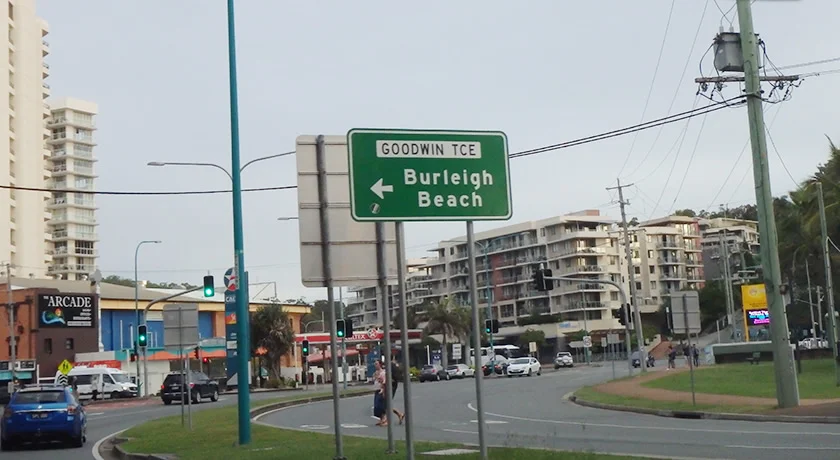 GOODWIN TCE
Burleigh
Beach
"ARCADE